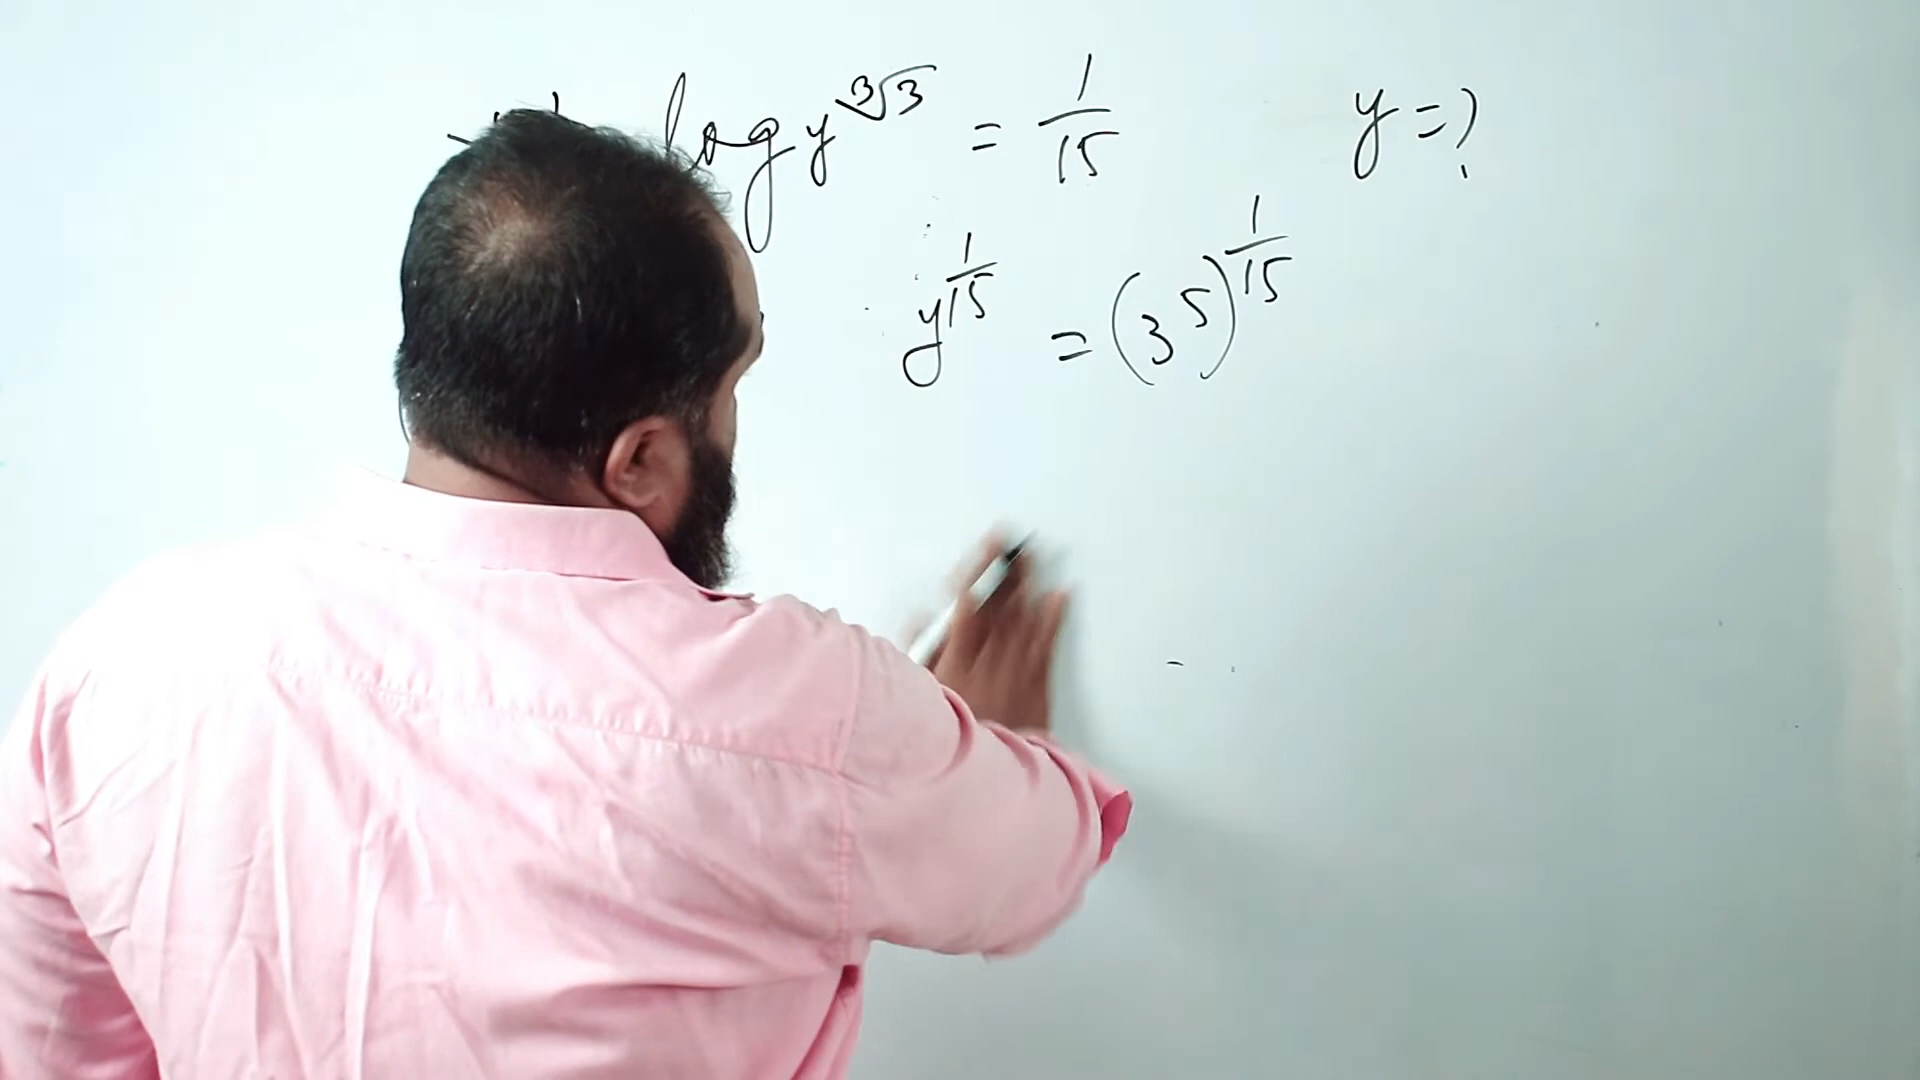 log y ∛3 = 1/15 y = ?
y^(1/15) = (3^5)^(1/15)